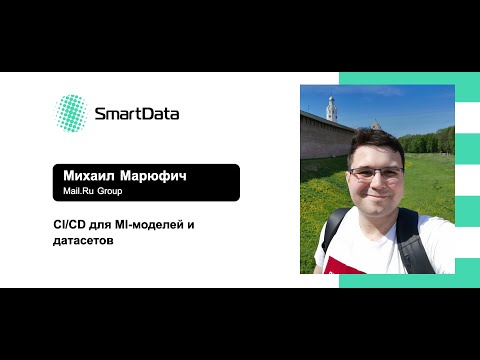 SmartData
Михаил Марюфич
Mail.Ru Group
CI/CD для Ml-моделей и
датасетов